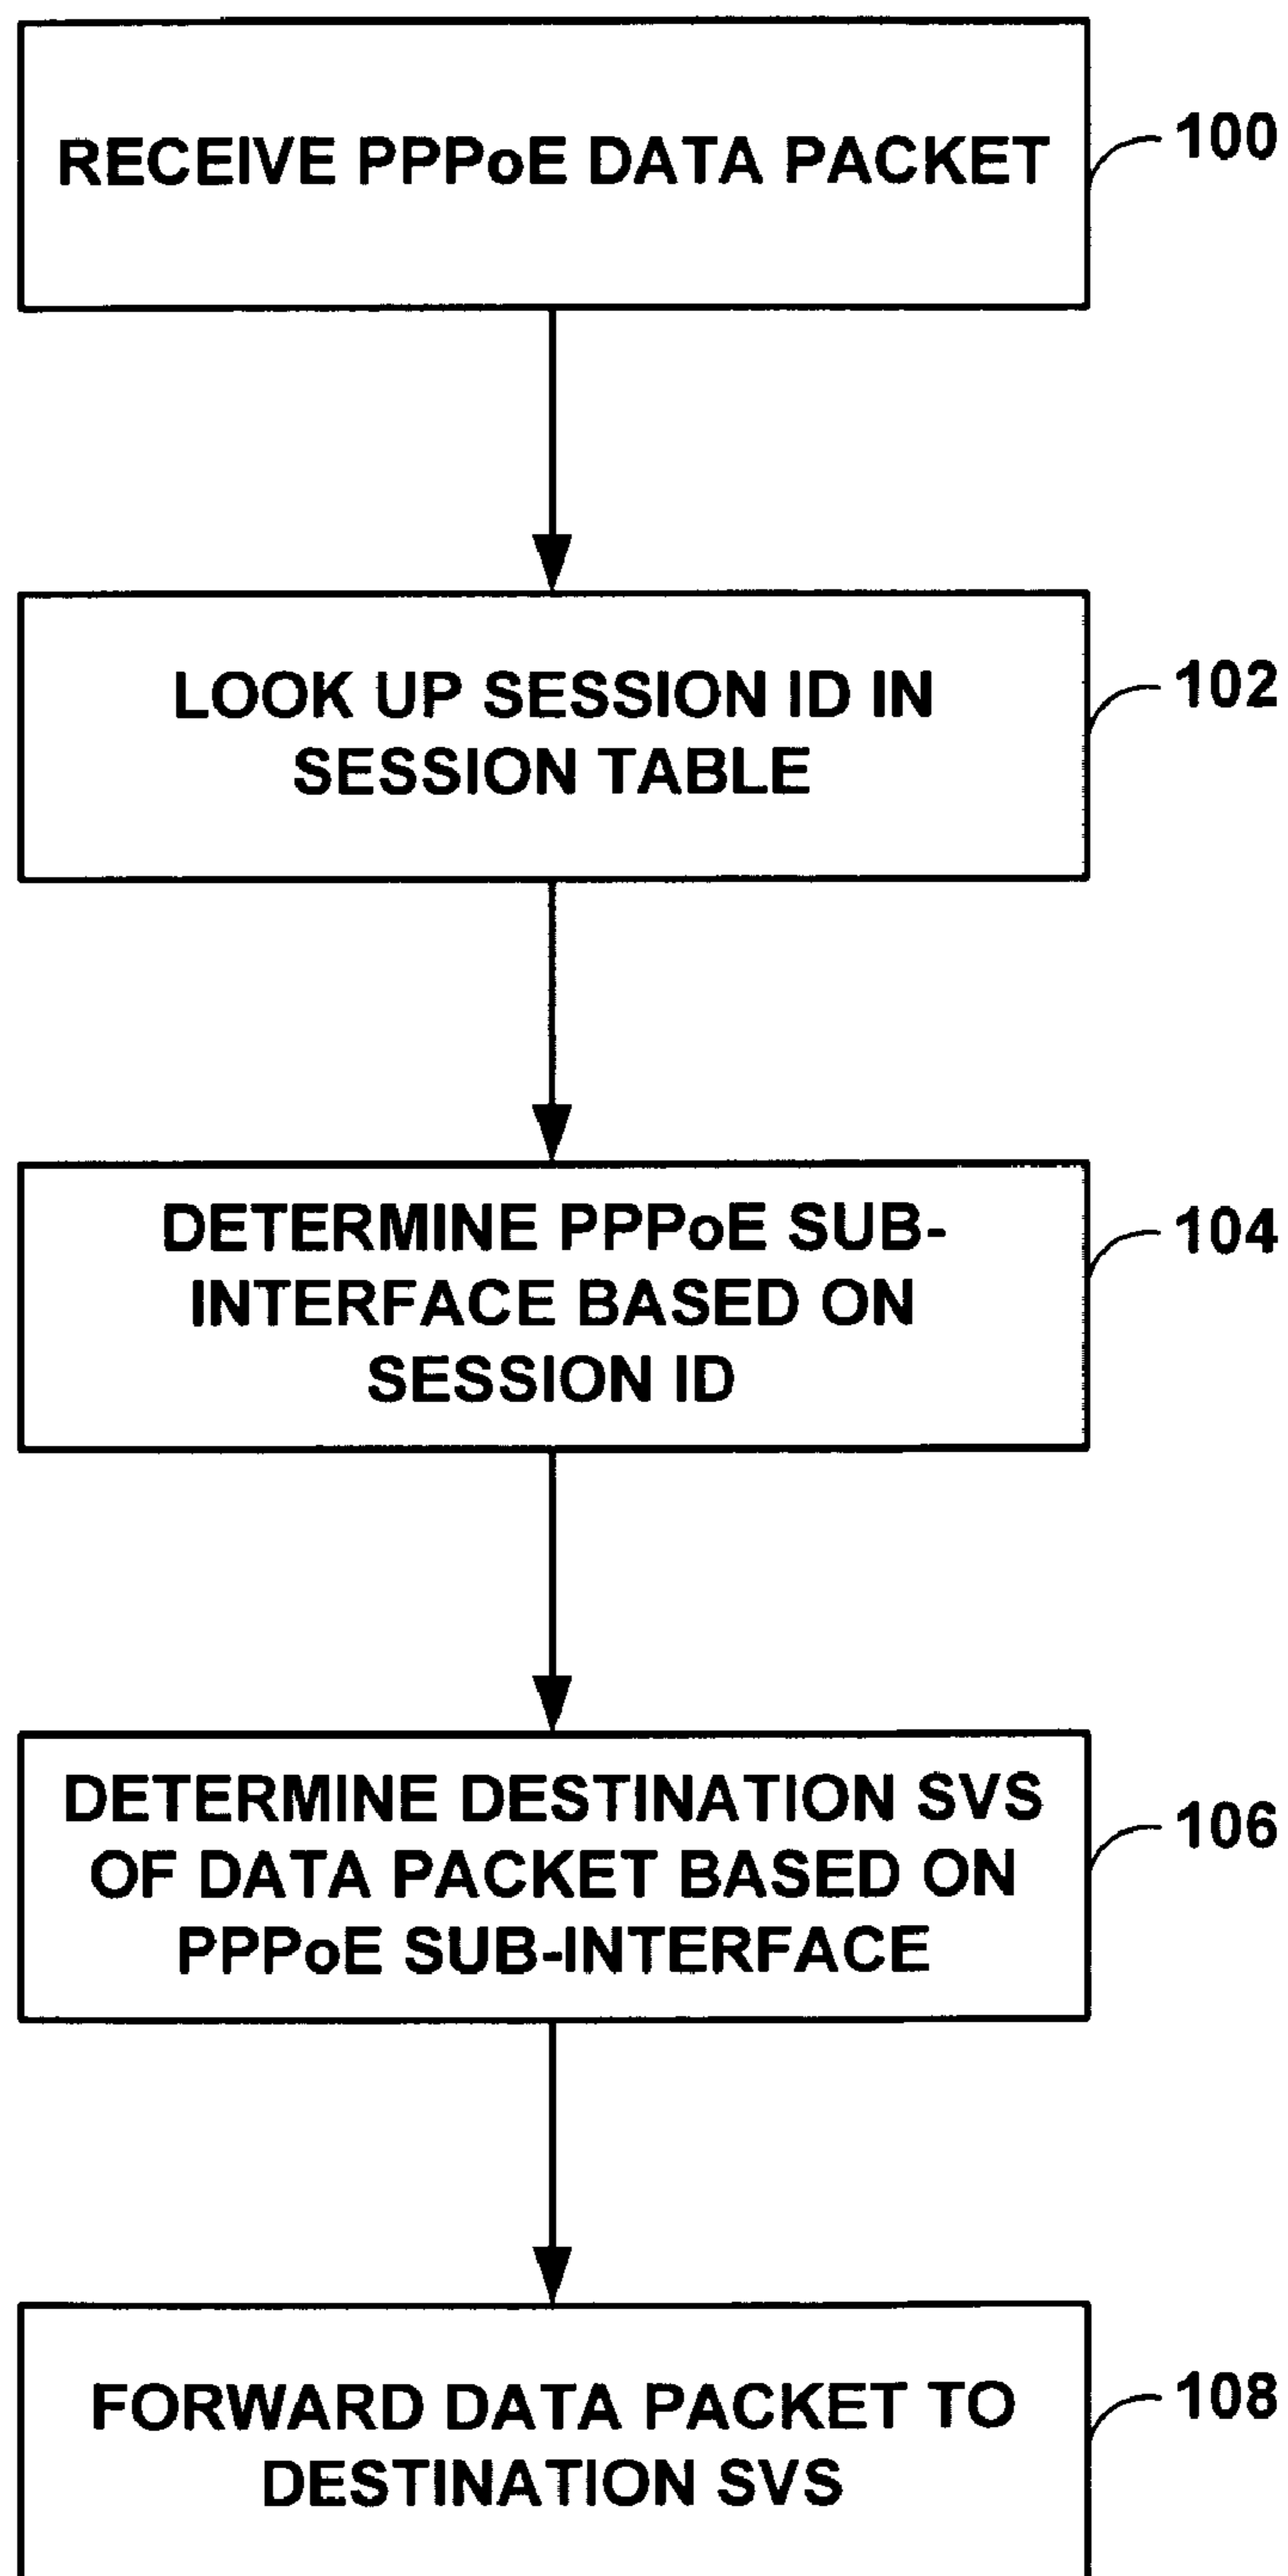 RECEIVE PPPoE DATA PACKET
100
LOOK UP SESSION ID IN
SESSION TABLE
102
DETERMINE PPPoE SUB-
INTERFACE BASED ON
SESSION ID
104
DETERMINE DESTINATION SVS
OF DATA PACKET BASED ON
PPPoE SUB-INTERFACE
106
FORWARD DATA PACKET TO
DESTINATION SVS
108